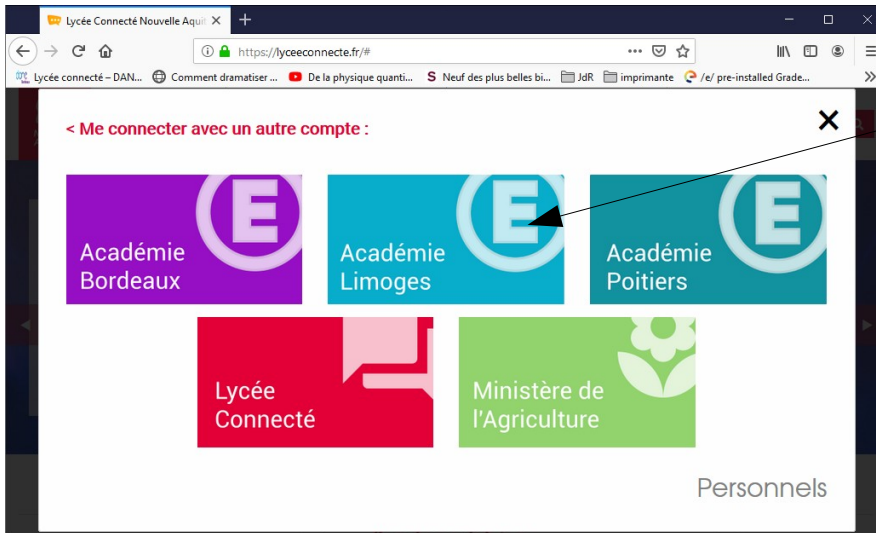 Lycée Connecté Nouvelle Aqui
https://lyceeconnecte.fr/#
Lycée connecté – DAN... Comment dramatiser ... De la physique quanti... S Neuf des plus belles bi... JdR imprimante /e/ pre-installed Grade...
< Me connecter avec un autre compte :
E
Académie
Bordeaux
E
Académie
Limoges
E
Académie
Poitiers
Lycée
Connecté
Ministère de
l'Agriculture
Personnels